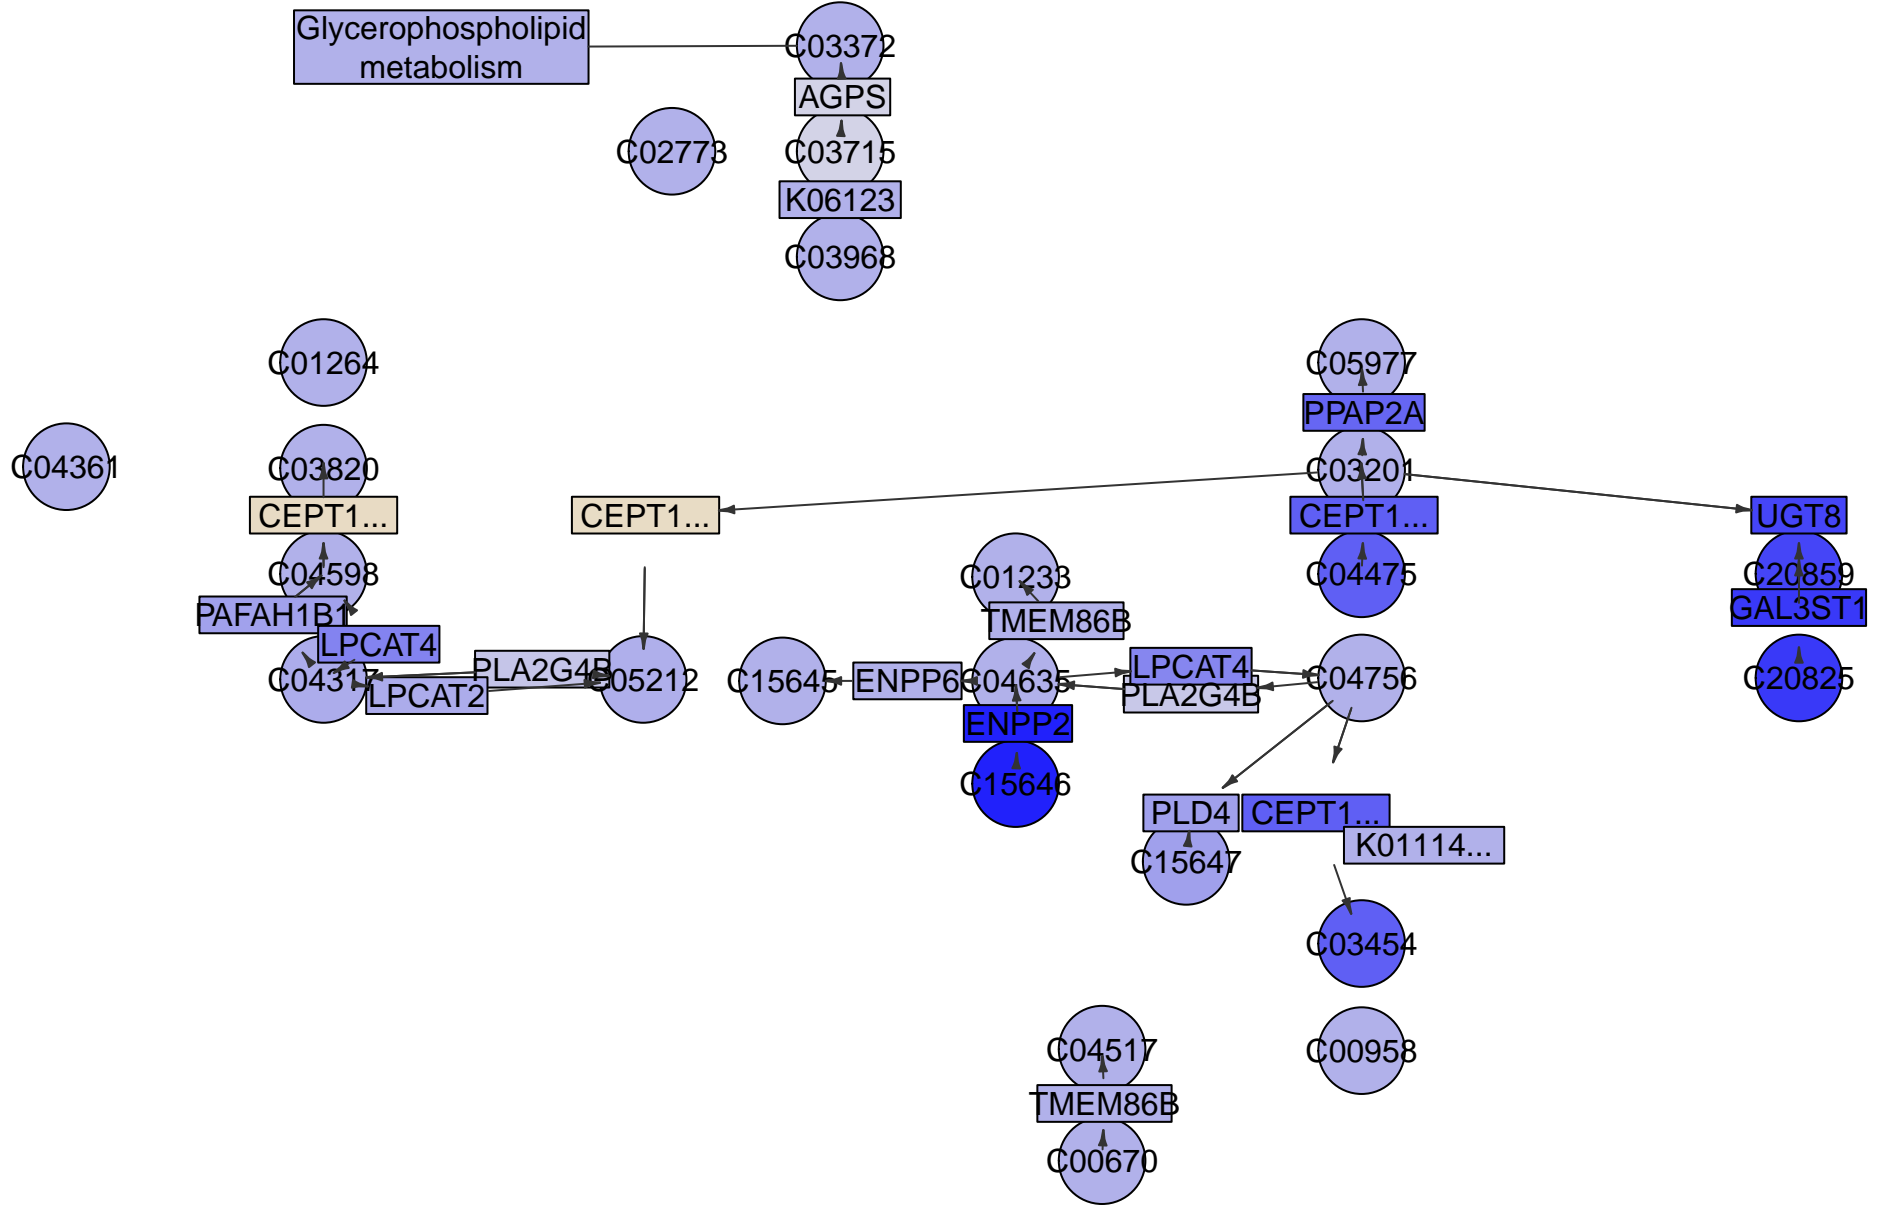 Glycerophospholipid
metabolism
C03372
AGPS
C02773
C03715
K06123
C03968
C01264
C05977
PPAP2A
C04361
C03820
C03201
CEPT1...
CEPT1...
CEPT1...
UGT8
C04598
C01233
C04475
C20859
PAFAH1B1
TMEM86B
GAL3ST1
LPCAT4
PLA2G4B
LPCAT4
C04317
C05212
C15645
ENPP6
C04635
C04756
C20825
LPCAT2
PLA2G4B
ENPP2
C15646
PLD4
CEPT1...
K01114...
C15647
C03454
C04517
C00958
TMEM86B
C00670